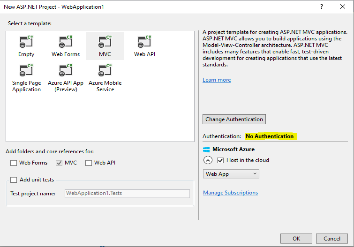 New ASP.NET Project - WebApplication1
Select a template:
Empty
Web Forms
MVC
Web API
Single Page
Application
Azure API App
(Preview)
Azure Mobile
Service
A project template for creating ASP.NET MVC applications.
ASP.NET MVC allows you to build applications using the
Model-View-Controller architecture. ASP.NET MVC
includes many features that enable fast, test-driven
development for creating applications that use the latest
standards.
Learn more
Change Authentication
Authentication: No Authentication
Microsoft Azure
Host in the cloud
Web App
Manage Subscriptions
Add folders and core references for:
Web Forms
MVC
Web API
Add unit tests
Test project name: WebApplication1.Tests
OK
Cancel